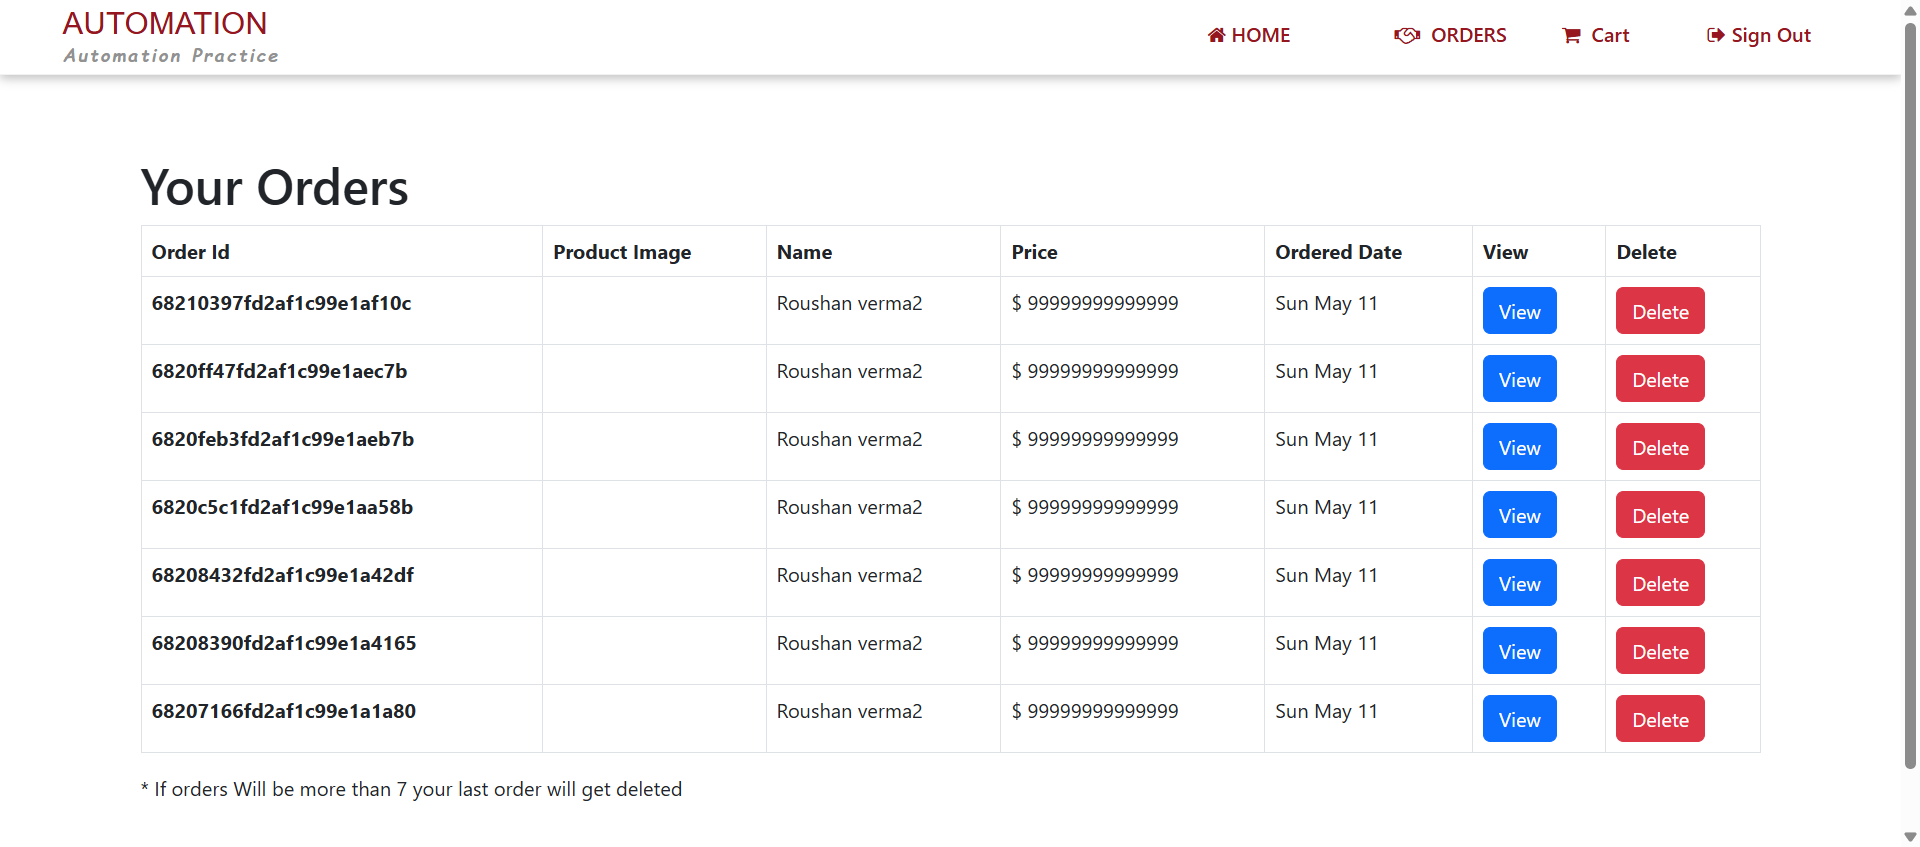 AUTOMATION
Automation Practice
HOME ORDERS Cart Sign Out
Your Orders
Order Id Product Image Name Price Ordered Date View Delete
68210397fd2af1c99e1af10c Roushan verma2 $ 99999999999999 Sun May 11 View Delete
6820ff47fd2af1c99e1aec7b Roushan verma2 $ 99999999999999 Sun May 11 View Delete
6820feb3fd2af1c99e1aeb7b Roushan verma2 $ 99999999999999 Sun May 11 View Delete
6820c5c1fd2af1c99e1aa58b Roushan verma2 $ 99999999999999 Sun May 11 View Delete
68208432fd2af1c99e1a42df Roushan verma2 $ 99999999999999 Sun May 11 View Delete
68208390fd2af1c99e1a4165 Roushan verma2 $ 99999999999999 Sun May 11 View Delete
68207166fd2af1c99e1a1a80 Roushan verma2 $ 99999999999999 Sun May 11 View Delete
* If orders Will be more than 7 your last order will get deleted